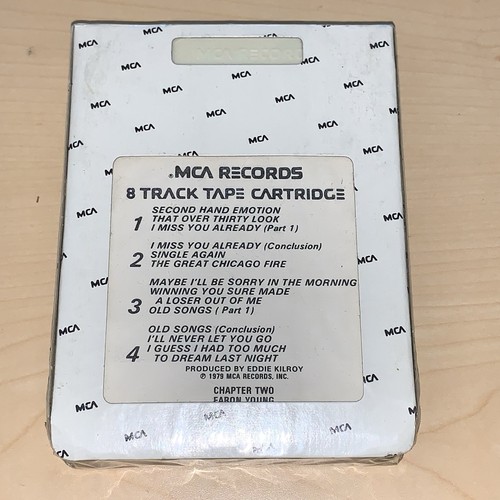 MCA RECORDS
MCA RECORDS
8 TRACK TAPE CARTRIDGE
1 SECOND HAND EMOTION
THAT OVER THIRTY LOOK
I MISS YOU ALREADY (Part 1)
2 I MISS YOU ALREADY (Conclusion)
SINGLE AGAIN
THE GREAT CHICAGO FIRE
3 MAYBE I'LL BE SORRY IN THE MORNING
WINNING YOU SURE MADE
A LOSER OUT OF ME
OLD SONGS ( Part 1)
4 OLD SONGS (Conclusion)
I'LL NEVER LET YOU GO
I GUESS I HAD TOO MUCH
TO DREAM LAST NIGHT
PRODUCED BY EDDIE KILROY
℗ 1979 MCA RECORDS, INC.
CHAPTER TWO
FARON YOUNG
MCA